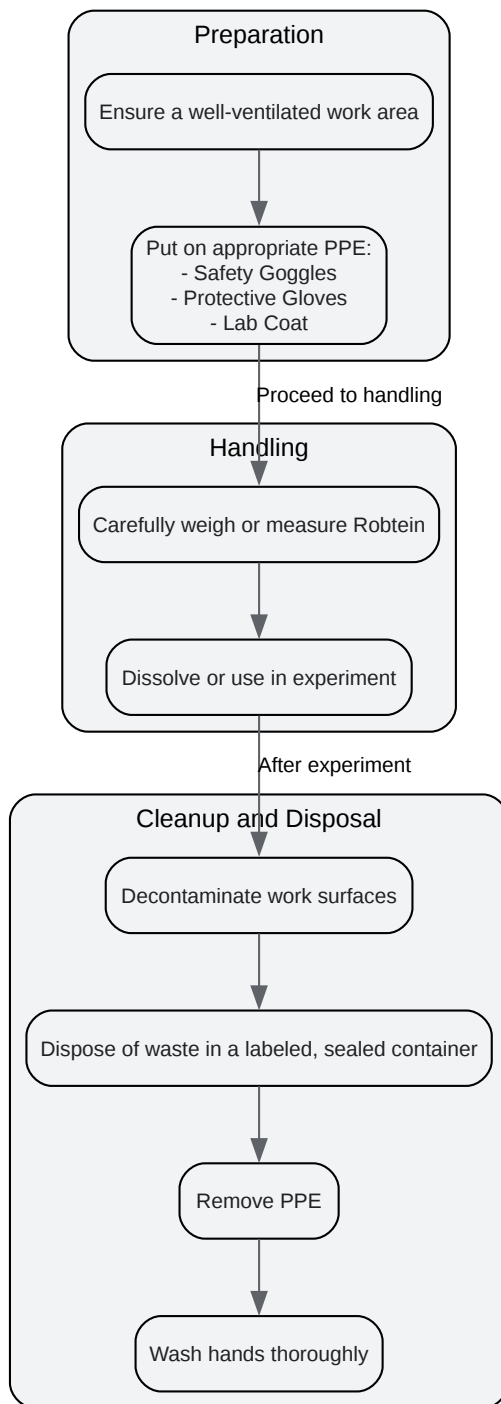 Preparation
Ensure a well-ventilated work area
Put on appropriate PPE:
- Safety Goggles
- Protective Gloves
- Lab Coat
Proceed to handling
Handling
Carefully weigh or measure Robtein
Dissolve or use in experiment
After experiment
Cleanup and Disposal
Decontaminate work surfaces
Dispose of waste in a labeled, sealed container
Remove PPE
Wash hands thoroughly